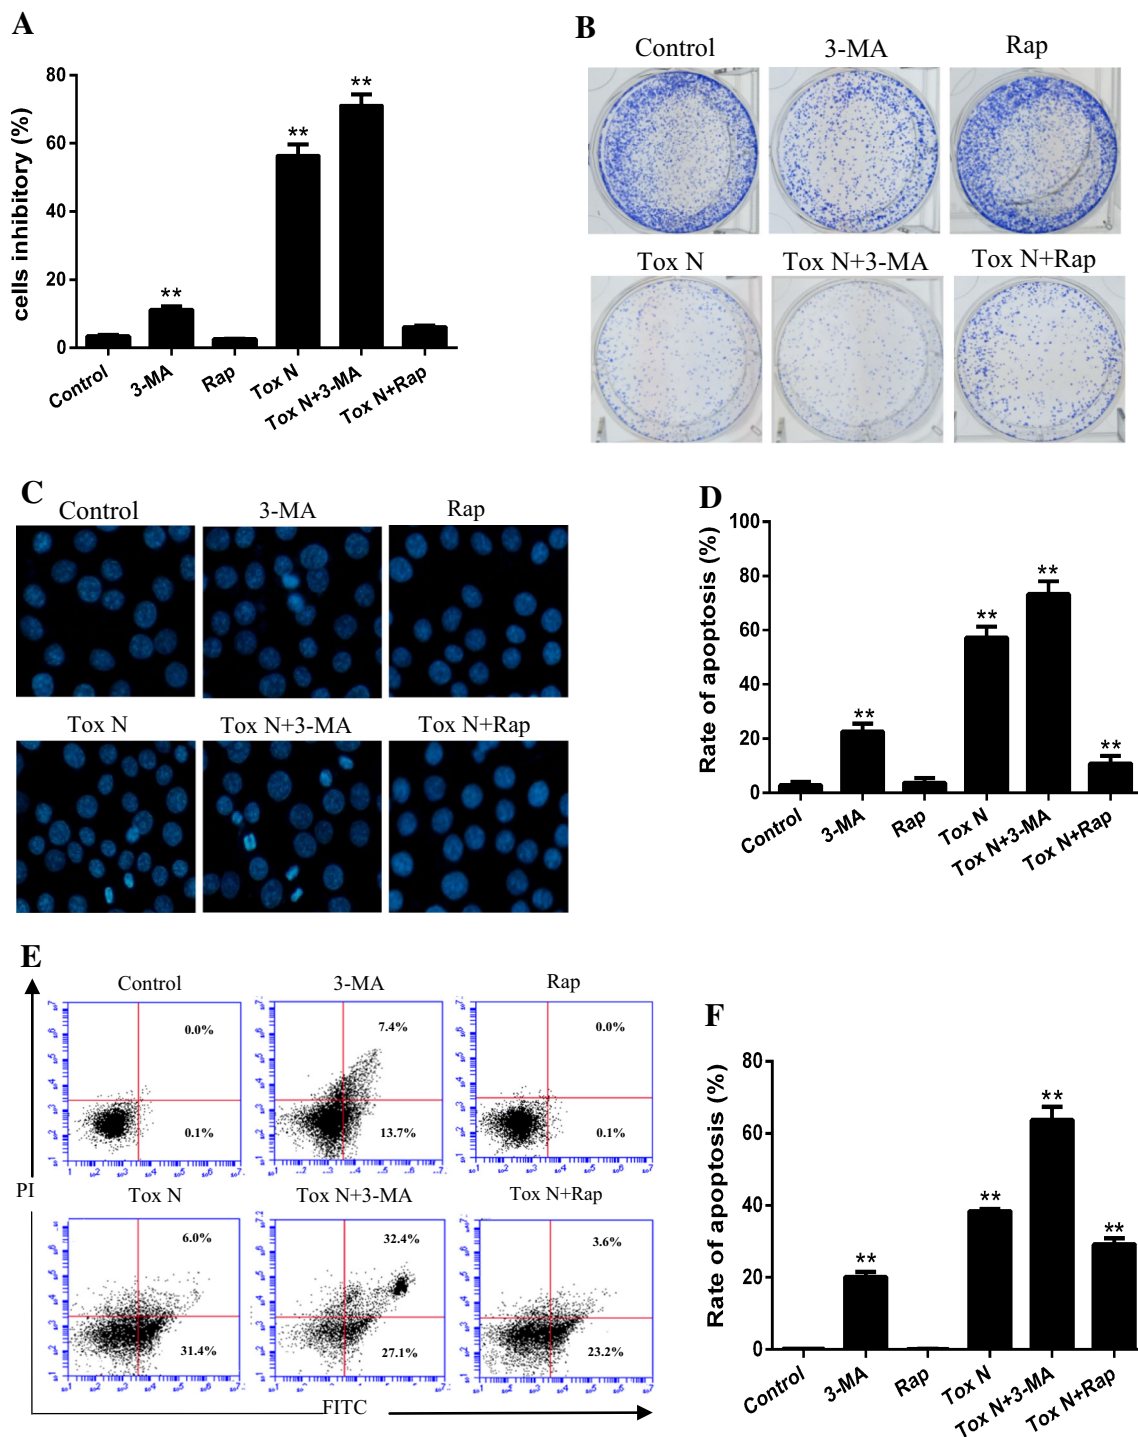 A
cells inhibitory (%)
80
60
40
20
0
**
**
**
Control
3-MA
Rap
Tox N
Tox N+3-MA
Tox N+Rap
B
Control
3-MA
Rap
Tox N
Tox N+3-MA
Tox N+Rap
C
Control
3-MA
Rap
Tox N
Tox N+3-MA
Tox N+Rap
D
Rate of apoptosis (%)
100
80
60
40
20
0
**
**
**
**
Control
3-MA
Rap
Tox N
Tox N+3-MA
Tox N+Rap
E
PI
Control
0.0%
0.1%
3-MA
7.4%
13.7%
Rap
0.0%
0.1%
Tox N
6.0%
31.4%
Tox N+3-MA
32.4%
27.1%
Tox N+Rap
3.6%
23.2%
FITC
F
Rate of apoptosis (%)
80
60
40
20
0
**
**
**
**
Control
3-MA
Rap
Tox N
Tox N+3-MA
Tox N+Rap